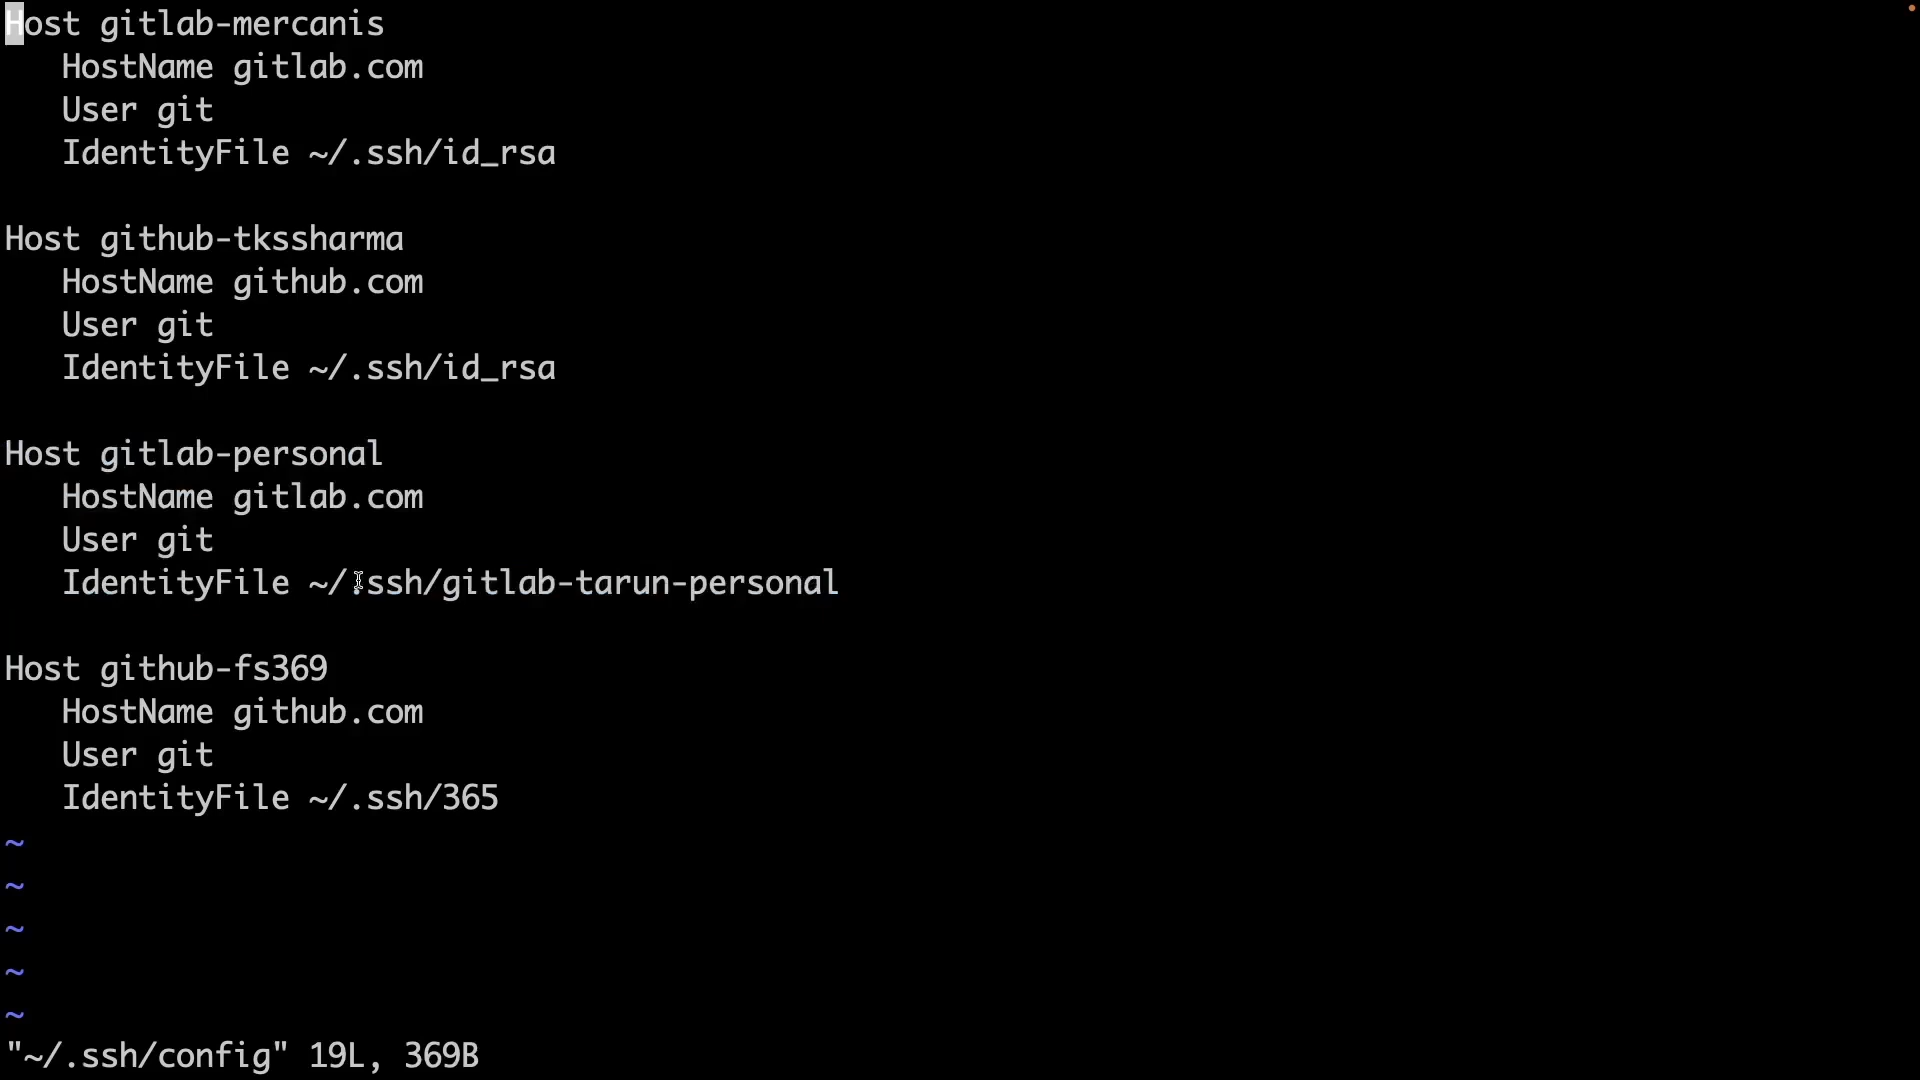 Host gitlab-mercanis
   HostName gitlab.com
   User git
   IdentityFile ~/.ssh/id_rsa

Host github-tkssharma
   HostName github.com
   User git
   IdentityFile ~/.ssh/id_rsa

Host gitlab-personal
   HostName gitlab.com
   User git
   IdentityFile ~/.ssh/gitlab-tarun-personal

Host github-fs369
   HostName github.com
   User git
   IdentityFile ~/.ssh/365
~
~
~
~
~
"~/.ssh/config" 19L, 369B